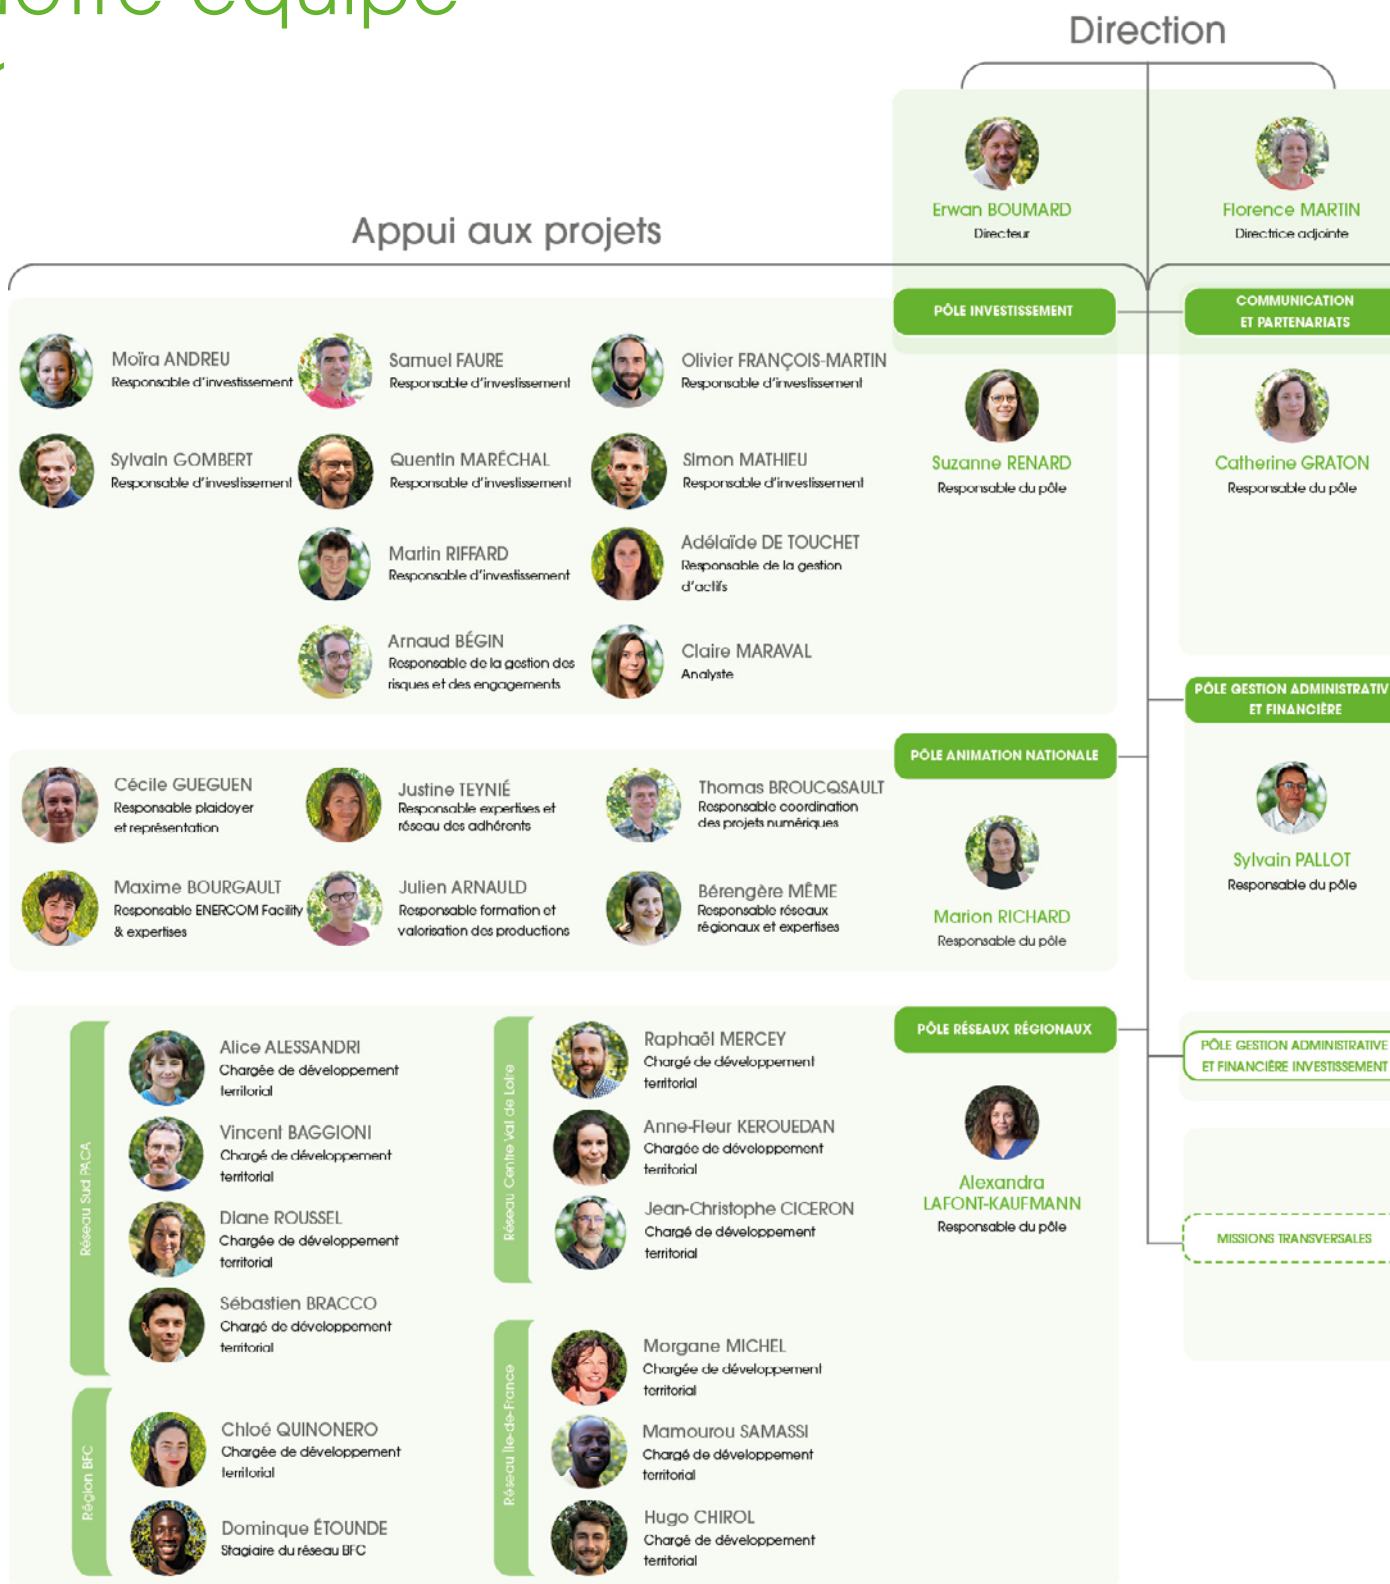 notre équipe
Direction
Erwan BOUMARD
Directeur
Florence MARTIN
Directrice adjointe
Appui aux projets
PÔLE INVESTISSEMENT
COMMUNICATION
ET PARTENARIATS
Moïra ANDREU
Responsable d'investissement
Samuel FAURE
Responsable d'investissement
Olivier FRANÇOIS-MARTIN
Responsable d'investissement
Sylvain GOMBERT
Responsable d'investissement
Quentin MARÉCHAL
Responsable d'investissement
Simon MATHIEU
Responsable d'investissement
Suzanne RENARD
Responsable du pôle
Catherine GRATON
Responsable du pôle
Martin RIFFARD
Responsable d'investissement
Adélaïde DE TOUCHET
Responsable de la gestion
d'actifs
Arnaud BÉGIN
Responsable de la gestion des
risques et des engagements
Claire MARAVAL
Analyste
PÔLE GESTION ADMINISTRATIV
ET FINANCIÈRE
PÔLE ANIMATION NATIONALE
Cécile GUEGUEN
Responsable plaidoyer
et représentation
Justine TEYNIÉ
Responsable expertises et
réseau des adhérents
Thomas BROUCQSAULT
Responsable coordination
des projets numériques
Maxime BOURGAULT
Responsable ENERCOM Facility
& expertises
Julien ARNAULD
Responsable formation et
valorisation des productions
Bérengère MÊME
Responsable réseaux
régionaux et expertises
Marion RICHARD
Responsable du pôle
Sylvain PALLOT
Responsable du pôle
PÔLE RÉSEAUX RÉGIONAUX
PÔLE GESTION ADMINISTRATIVE
ET FINANCIÈRE INVESTISSEMENT
Réseau Sud PACA
Alice ALESSANDRI
Chargée de développement
territorial
Vincent BAGGIONI
Chargé de développement
territorial
Diane ROUSSEL
Chargée de développement
territorial
Sébastien BRACCO
Chargé de développement
territorial
Réseau Centre Val de Loire
Raphaël MERCEY
Chargé de développement
territorial
Anne-Fleur KEROUEDAN
Chargée de développement
territorial
Jean-Christophe CICERON
Chargé de développement
territorial
Alexandra
LAFONT-KAUFMANN
Responsable du pôle
MISSIONS TRANSVERSALES
Région BFC
Chloé QUINONERO
Chargée de développement
territorial
Dominque ÉTOUNDE
Stagiaire du réseau BFC
Réseau Île-de-France
Morgane MICHEL
Chargée de développement
territorial
Mamourou SAMASSI
Chargé de développement
territorial
Hugo CHIROL
Chargé de développement
territorial